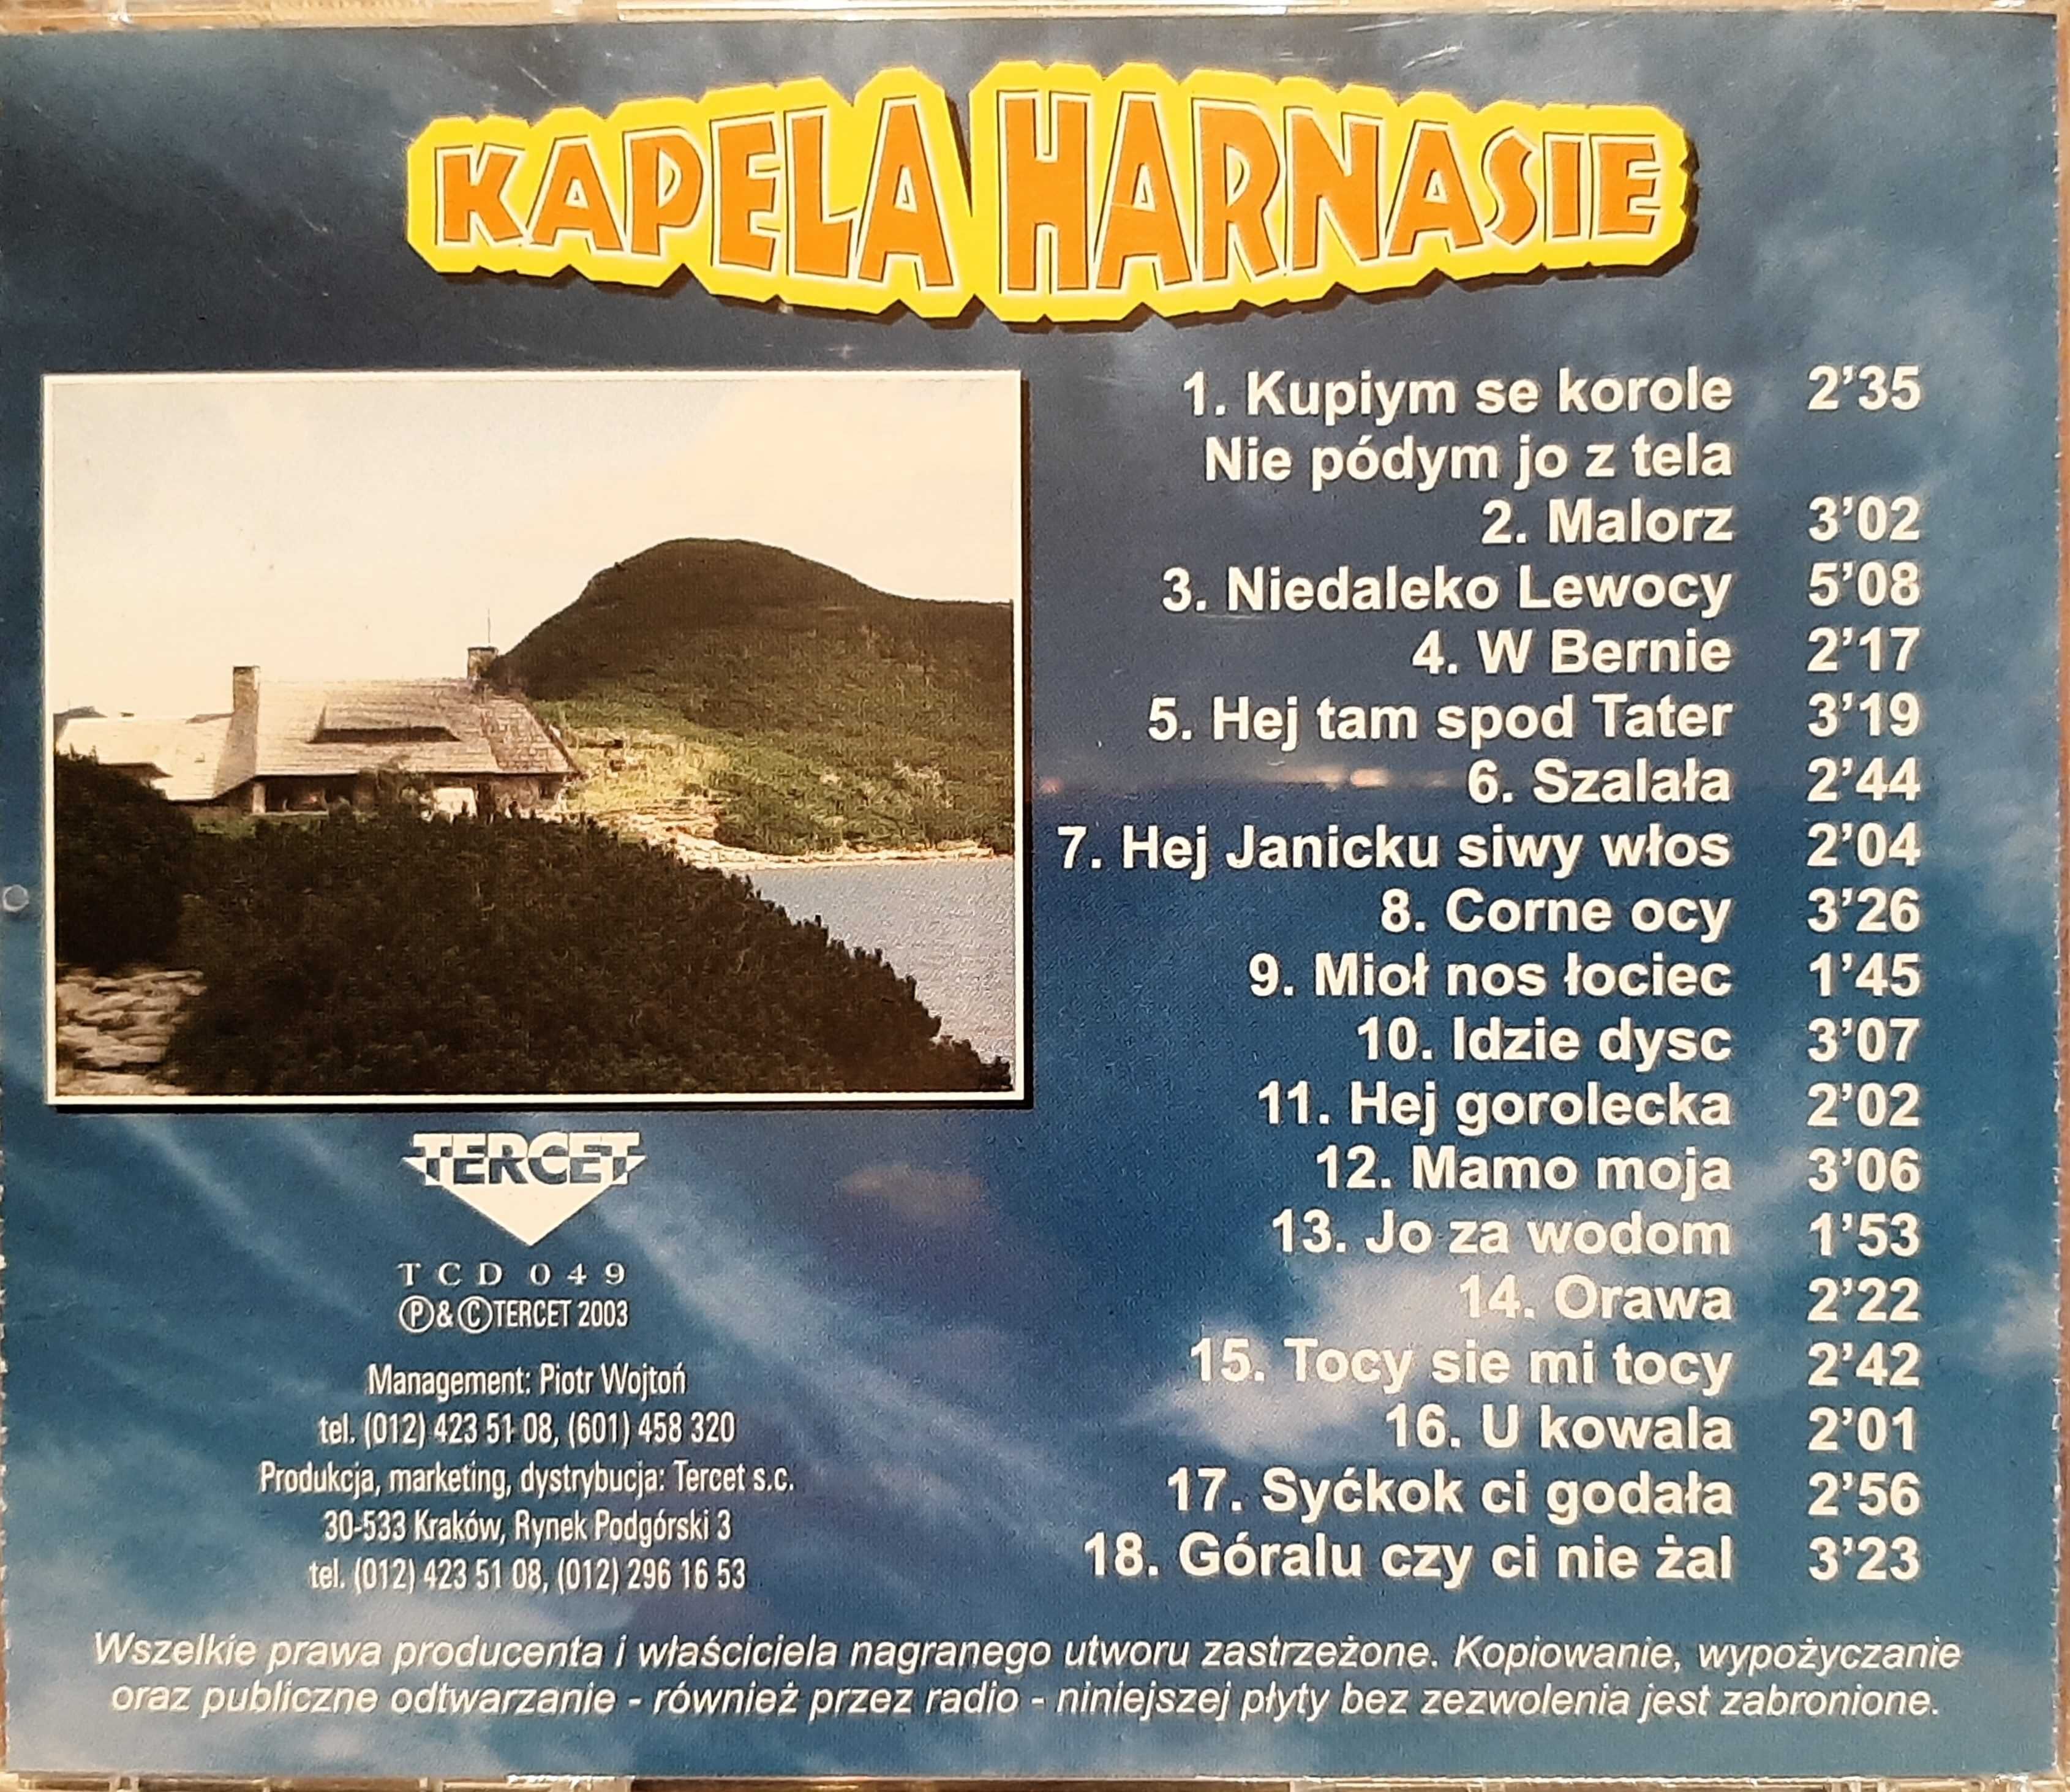 KAPELA HARNASIE
1. Kupiym se korole 2'35
Nie pódym jo z tela
2. Malorz 3'02
3. Niedaleko Lewocy 5'08
4. W Bernie 2'17
5. Hej tam spod Tater 3'19
6. Szalała 2'44
7. Hej Janicku siwy włos 2'04
8. Corne ocy 3'26
9. Mioł nos łociec 1'45
10. Idzie dysc 3'07
11. Hej gorolecka 2'02
12. Mamo moja 3'06
13. Jo za wodom 1'53
14. Orawa 2'22
15. Tocy sie mi tocy 2'42
16. U kowala 2'01
17. Syćkok ci godała 2'56
18. Góralu czy ci nie żal 3'23
TERCET
TCD 049
Ⓟ&ⒸTERCET 2003
Management: Piotr Wojtoń
tel. (012) 423 51 08, (601) 458 320
Produkcja, marketing, dystrybucja: Tercet s.c.
30-533 Kraków, Rynek Podgórski 3
tel. (012) 423 51 08, (012) 296 16 53
Wszelkie prawa producenta i właściciela nagranego utworu zastrzeżone. Kopiowanie, wypożyczanie
oraz publiczne odtwarzanie - również przez radio - niniejszej płyty bez zezwolenia jest zabronione.